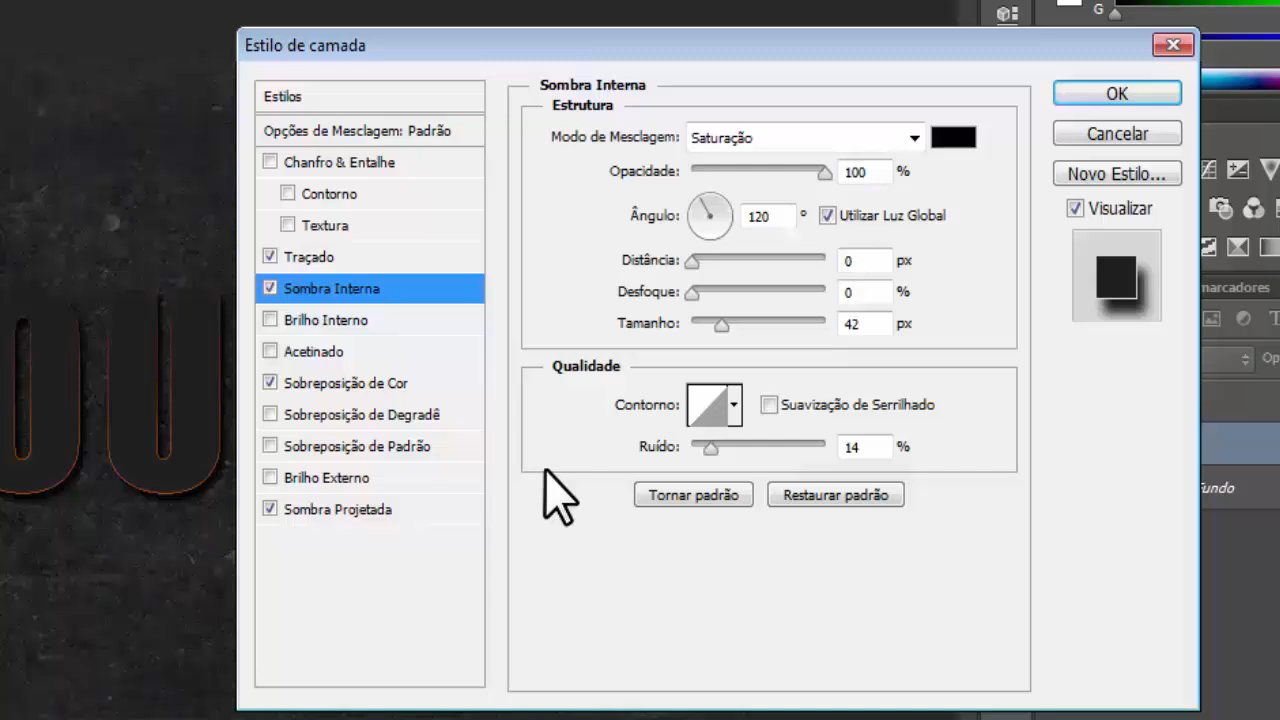 G
Estilo de camada
Estilos
Opções de Mesclagem: Padrão
Chanfro & Entalhe
Contorno
Textura
Traçado
Sombra Interna
Brilho Interno
Acetinado
Sobreposição de Cor
Sobreposição de Degradê
Sobreposição de Padrão
Brilho Externo
Sombra Projetada
Sombra Interna
Estrutura
Modo de Mesclagem: Saturação
Opacidade: 100 %
Ângulo: 120 ° Utilizar Luz Global
Distância: 0 px
Desfoque: 0 %
Tamanho: 42 px
Qualidade
Contorno: Suavização de Serrilhado
Ruído: 14 %
Tornar padrão Restaurar padrão
OK
Cancelar
Novo Estilo...
Visualizar
marcadores
T
Op
Fundo
OU